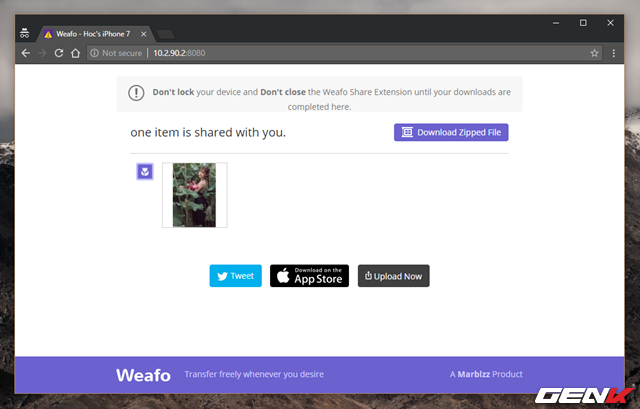 Weafo - Hoc's iPhone 7
Not secure | 10.2.90.2:8080
Don't lock your device and Don't close the Weafo Share Extension until your downloads are
completed here.
one item is shared with you.
Download Zipped File
Tweet
Download on the
App Store
Upload Now
Weafo
Transfer freely whenever you desire
A Marblzz Product
GENK